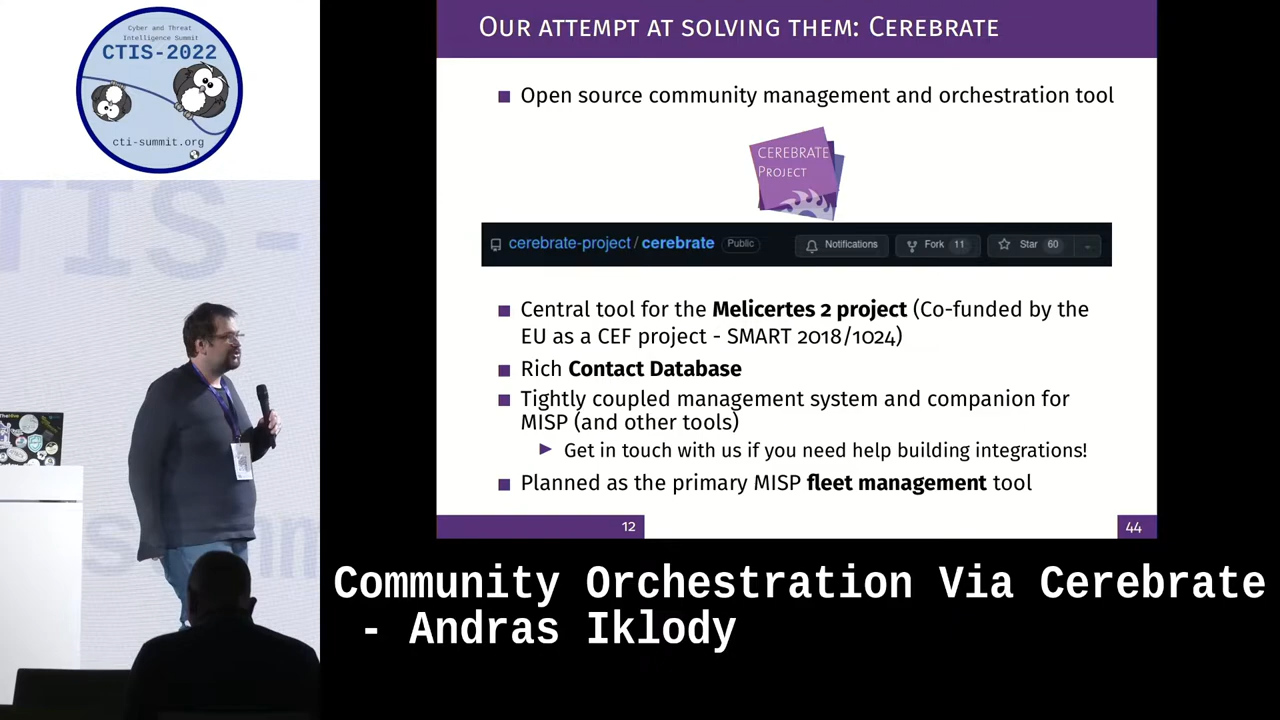 Cyber and Threat
Intelligence Summit
CTIS-2022
cti-summit.org
TIS-
TheHive
Our attempt at solving them: Cerebrate
Open source community management and orchestration tool
CEREBRATE
PROJECT
cerebrate-project / cerebrate Public Notifications Fork 11 Star 60
Central tool for the Melicertes 2 project (Co-funded by the
EU as a CEF project - SMART 2018/1024)
Rich Contact Database
Tightly coupled management system and companion for
MISP (and other tools)
Get in touch with us if you need help building integrations!
Planned as the primary MISP fleet management tool
12 44
Community Orchestration Via Cerebrate
- Andras Iklody